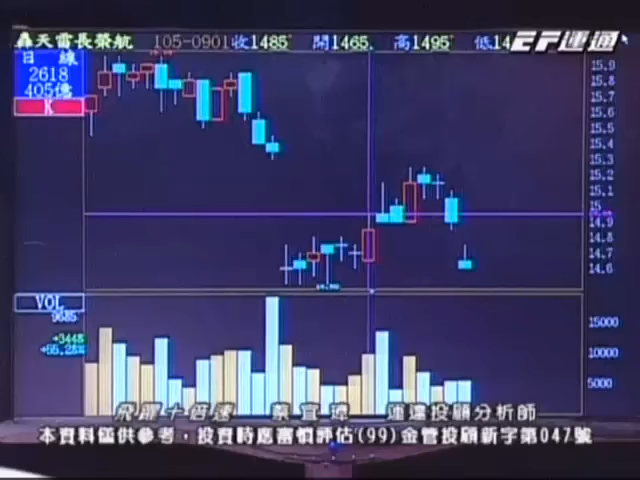 轟天雷長榮航 105-0901收1485 開1465 高1495 低14
EF運通
日 線
2618
405億
K
15.9
15.8
15.7
15.6
15.5
15.4
15.3
15.2
15.1
15
14.9
14.8
14.7
14.6
VOL
9685
+3448
+55.28%
15000
10000
5000
飛躍十倍速 蔡宜璋 運達投顧分析師
本資料僅供參考，投資時應審慎評估(99)金管投顧新字第047號